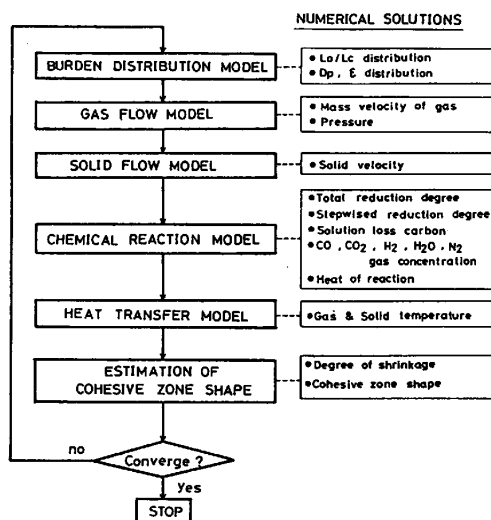 NUMERICAL SOLUTIONS
BURDEN DISTRIBUTION MODEL
• Lo/Lc distribution
• Dp, ε distribution
GAS FLOW MODEL
• Mass velocity of gas
• Pressure
SOLID FLOW MODEL
• Solid velocity
CHEMICAL REACTION MODEL
• Total reduction degree
• Stepwised reduction degree
• Solution loss carbon
• CO, CO2, H2, H2O, N2
gas concentration
• Heat of reaction
HEAT TRANSFER MODEL
• Gas & Solid temperature
ESTIMATION OF
COHESIVE ZONE SHAPE
• Degree of shrinkage
• Cohesive zone shape
no
Converge ?
Yes
STOP